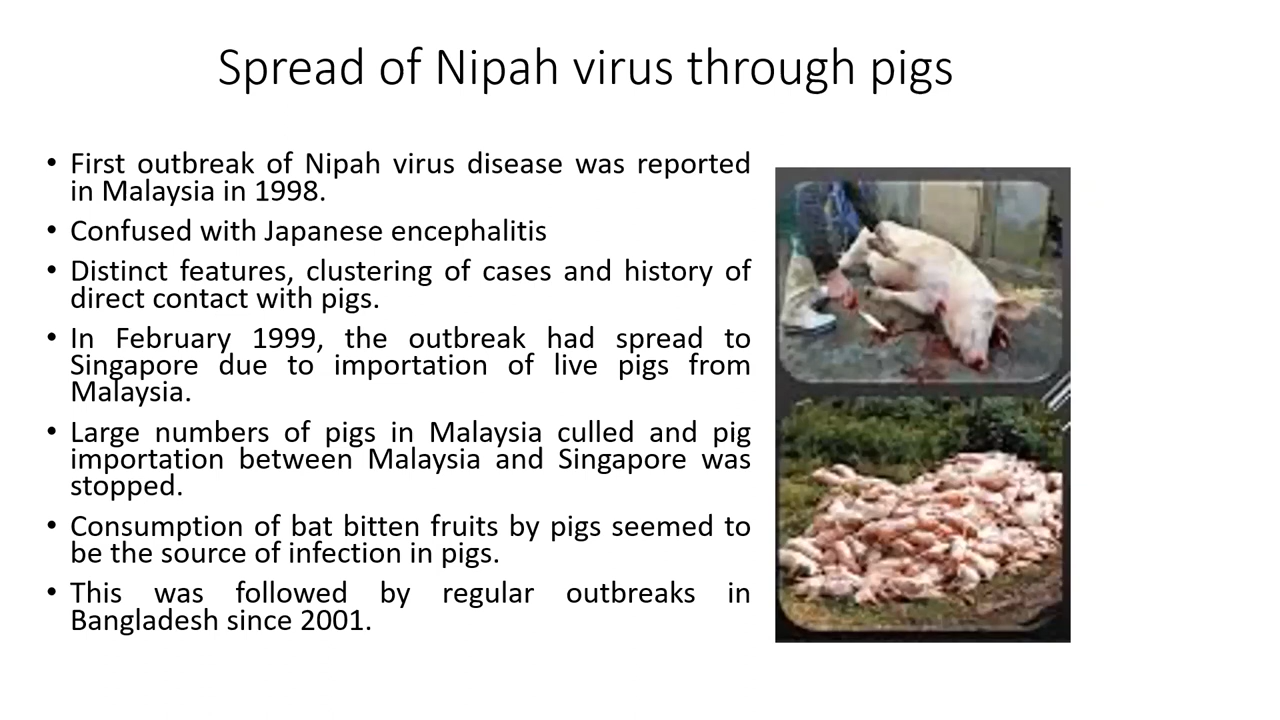 Spread of Nipah virus through pigs
• First outbreak of Nipah virus disease was reported
in Malaysia in 1998.
• Confused with Japanese encephalitis
• Distinct features, clustering of cases and history of
direct contact with pigs.
• In February 1999, the outbreak had spread to
Singapore due to importation of live pigs from
Malaysia.
• Large numbers of pigs in Malaysia culled and pig
importation between Malaysia and Singapore was
stopped.
• Consumption of bat bitten fruits by pigs seemed to
be the source of infection in pigs.
• This was followed by regular outbreaks in
Bangladesh since 2001.